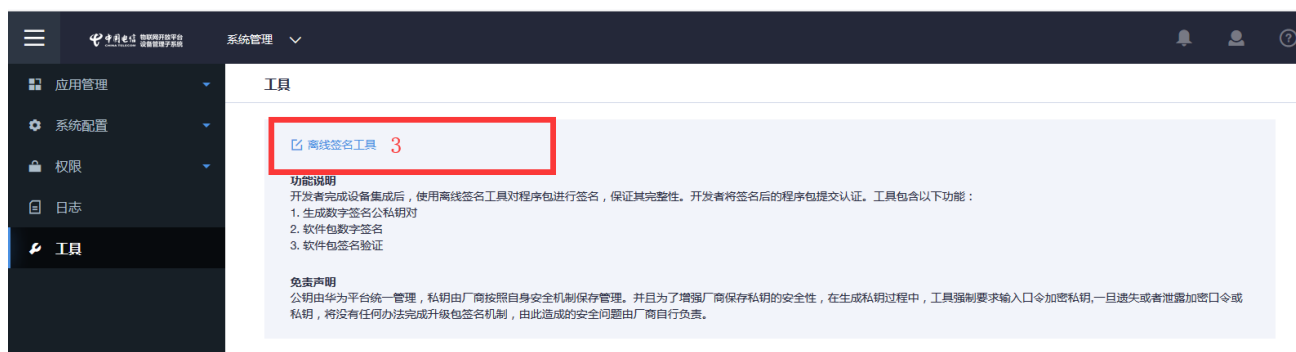 中国电信 物联网开放平台
CHINA TELECOM 设备管理子系统
系统管理
应用管理
系统配置
权限
日志
工具
工具
离线签名工具 3
功能说明
开发者完成设备集成后，使用离线签名工具对程序包进行签名，保证其完整性。开发者将签名后的程序包提交认证。工具包含以下功能：
1. 生成数字签名公私钥对
2. 软件包数字签名
3. 软件包签名验证
免责声明
公钥由华为平台统一管理，私钥由厂商按照自身安全机制保存管理。并且为了增强厂商保存私钥的安全性，在生成私钥过程中，工具强制要求输入口令加密私钥,一旦遗失或者泄露加密口令或
私钥，将没有任何办法完成升级包签名机制，由此造成的安全问题由厂商自行负责。